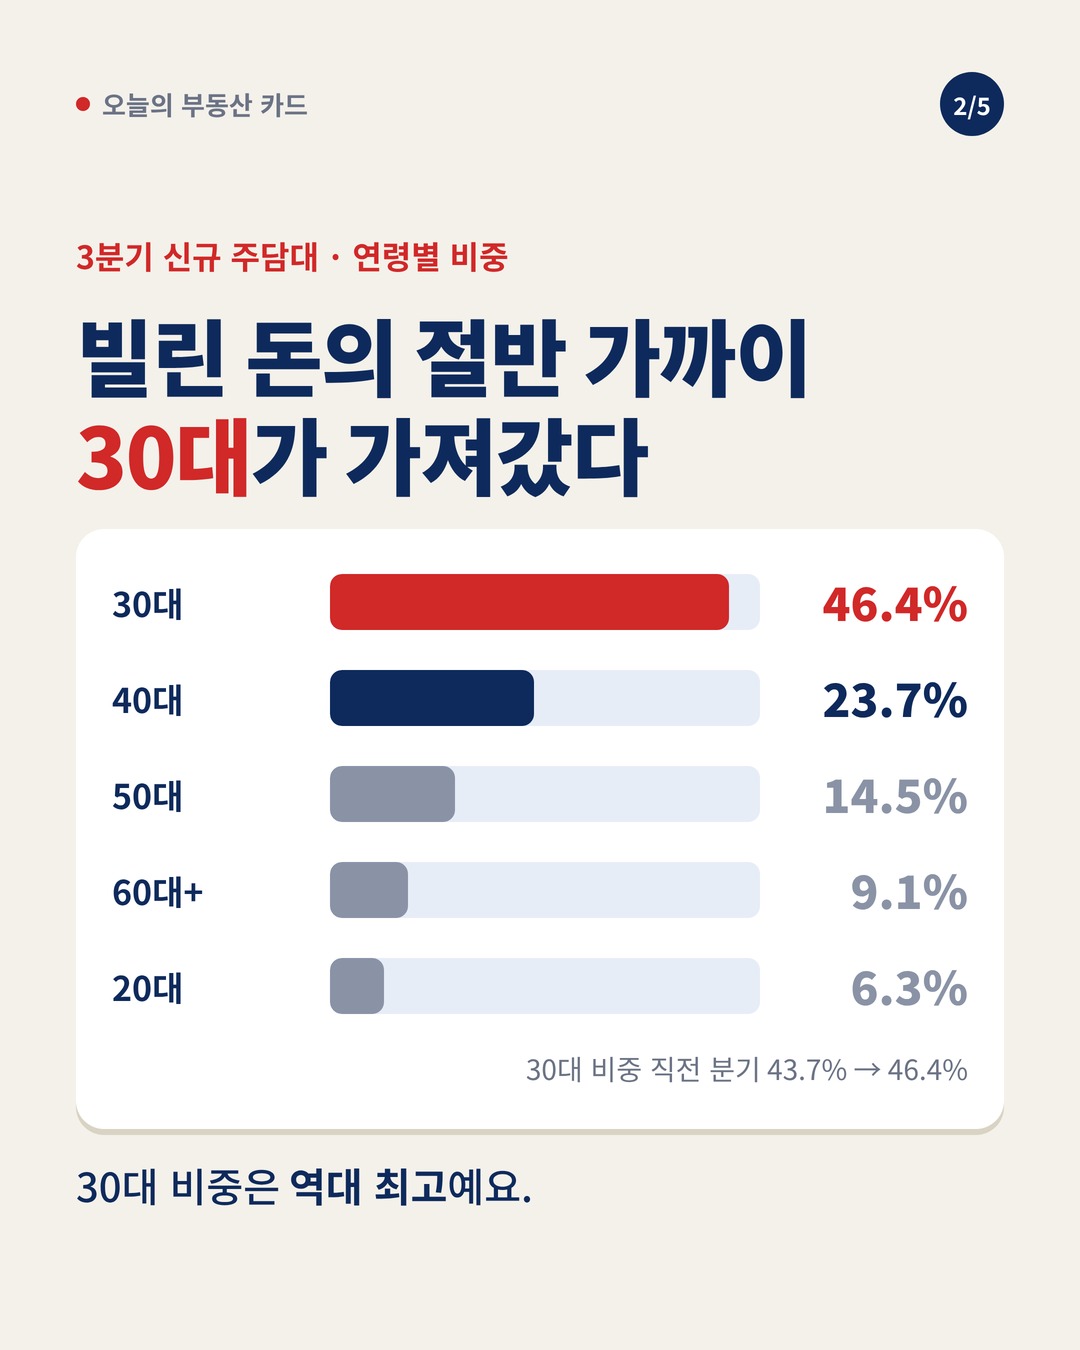 오늘의 부동산 카드
2/5
3분기 신규 주담대 · 연령별 비중
빌린 돈의 절반 가까이
30대가 가져갔다
30대 46.4%
40대 23.7%
50대 14.5%
60대+ 9.1%
20대 6.3%
30대 비중 직전 분기 43.7% → 46.4%
30대 비중은 역대 최고예요.